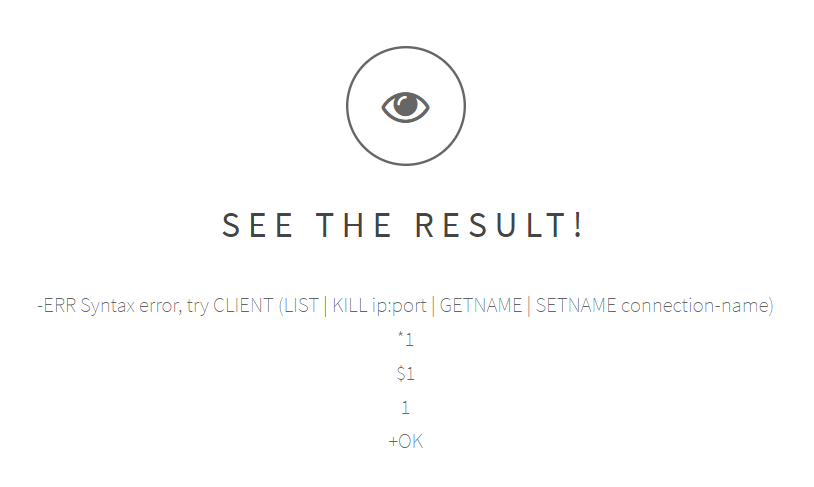 SEE THE RESULT!
-ERR Syntax error, try CLIENT (LIST | KILL ip:port | GETNAME | SETNAME connection-name)
*1
$1
1
+OK